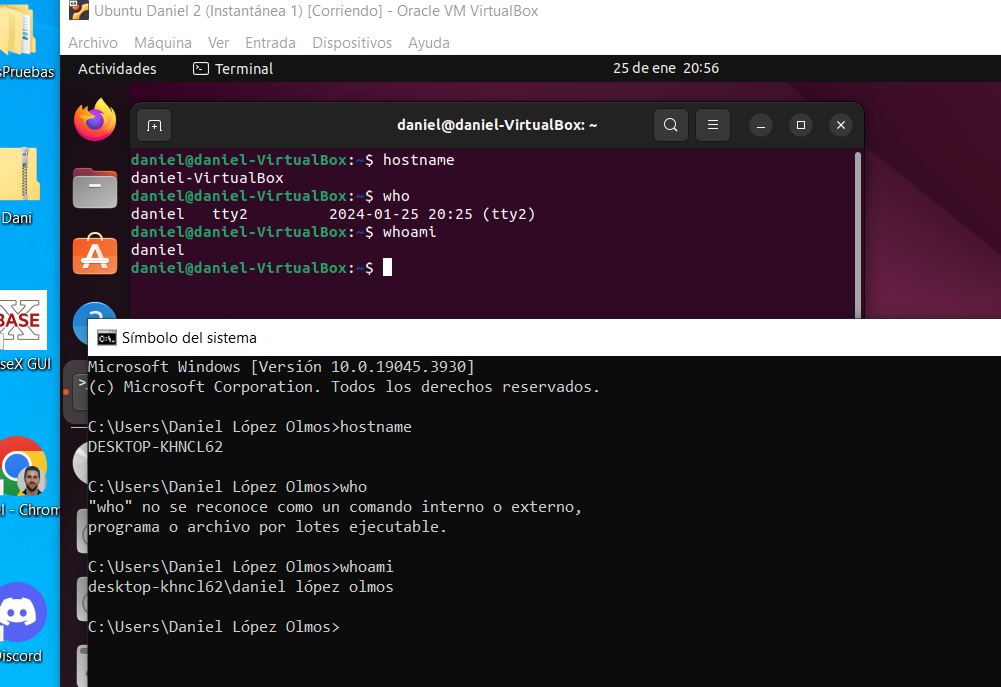 Ubuntu Daniel 2 (Instantánea 1) [Corriendo] - Oracle VM VirtualBox
Archivo Máquina Ver Entrada Dispositivos Ayuda
Actividades Terminal 25 de ene 20:56
daniel@daniel-VirtualBox: ~
daniel@daniel-VirtualBox:~$ hostname
daniel-VirtualBox
daniel@daniel-VirtualBox:~$ who
daniel   tty2         2024-01-25 20:25 (tty2)
daniel@daniel-VirtualBox:~$ whoami
daniel
daniel@daniel-VirtualBox:~$
Símbolo del sistema
Microsoft Windows [Versión 10.0.19045.3930]
(c) Microsoft Corporation. Todos los derechos reservados.
C:\Users\Daniel López Olmos>hostname
DESKTOP-KHNCL62
C:\Users\Daniel López Olmos>who
"who" no se reconoce como un comando interno o externo,
programa o archivo por lotes ejecutable.
C:\Users\Daniel López Olmos>whoami
desktop-khncl62\daniel lópez olmos
C:\Users\Daniel López Olmos>
sPruebas
Dani
BASE
X
seX GUI
el - Chrom
Discord